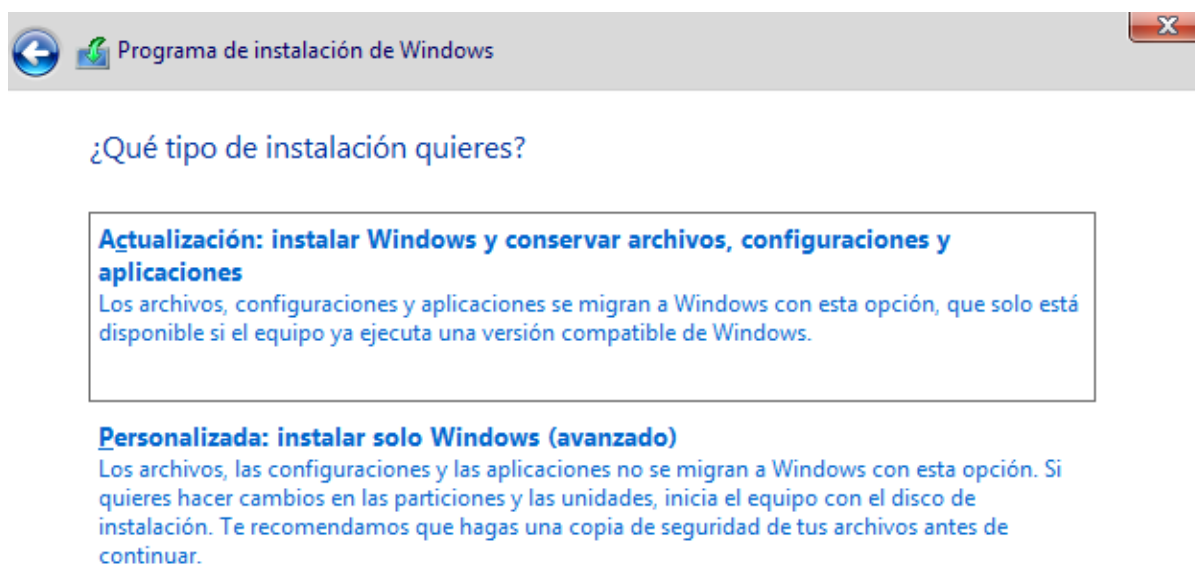 Programa de instalación de Windows
¿Qué tipo de instalación quieres?
Actualización: instalar Windows y conservar archivos, configuraciones y
aplicaciones
Los archivos, configuraciones y aplicaciones se migran a Windows con esta opción, que solo está
disponible si el equipo ya ejecuta una versión compatible de Windows.
Personalizada: instalar solo Windows (avanzado)
Los archivos, las configuraciones y las aplicaciones no se migran a Windows con esta opción. Si
quieres hacer cambios en las particiones y las unidades, inicia el equipo con el disco de
instalación. Te recomendamos que hagas una copia de seguridad de tus archivos antes de
continuar.